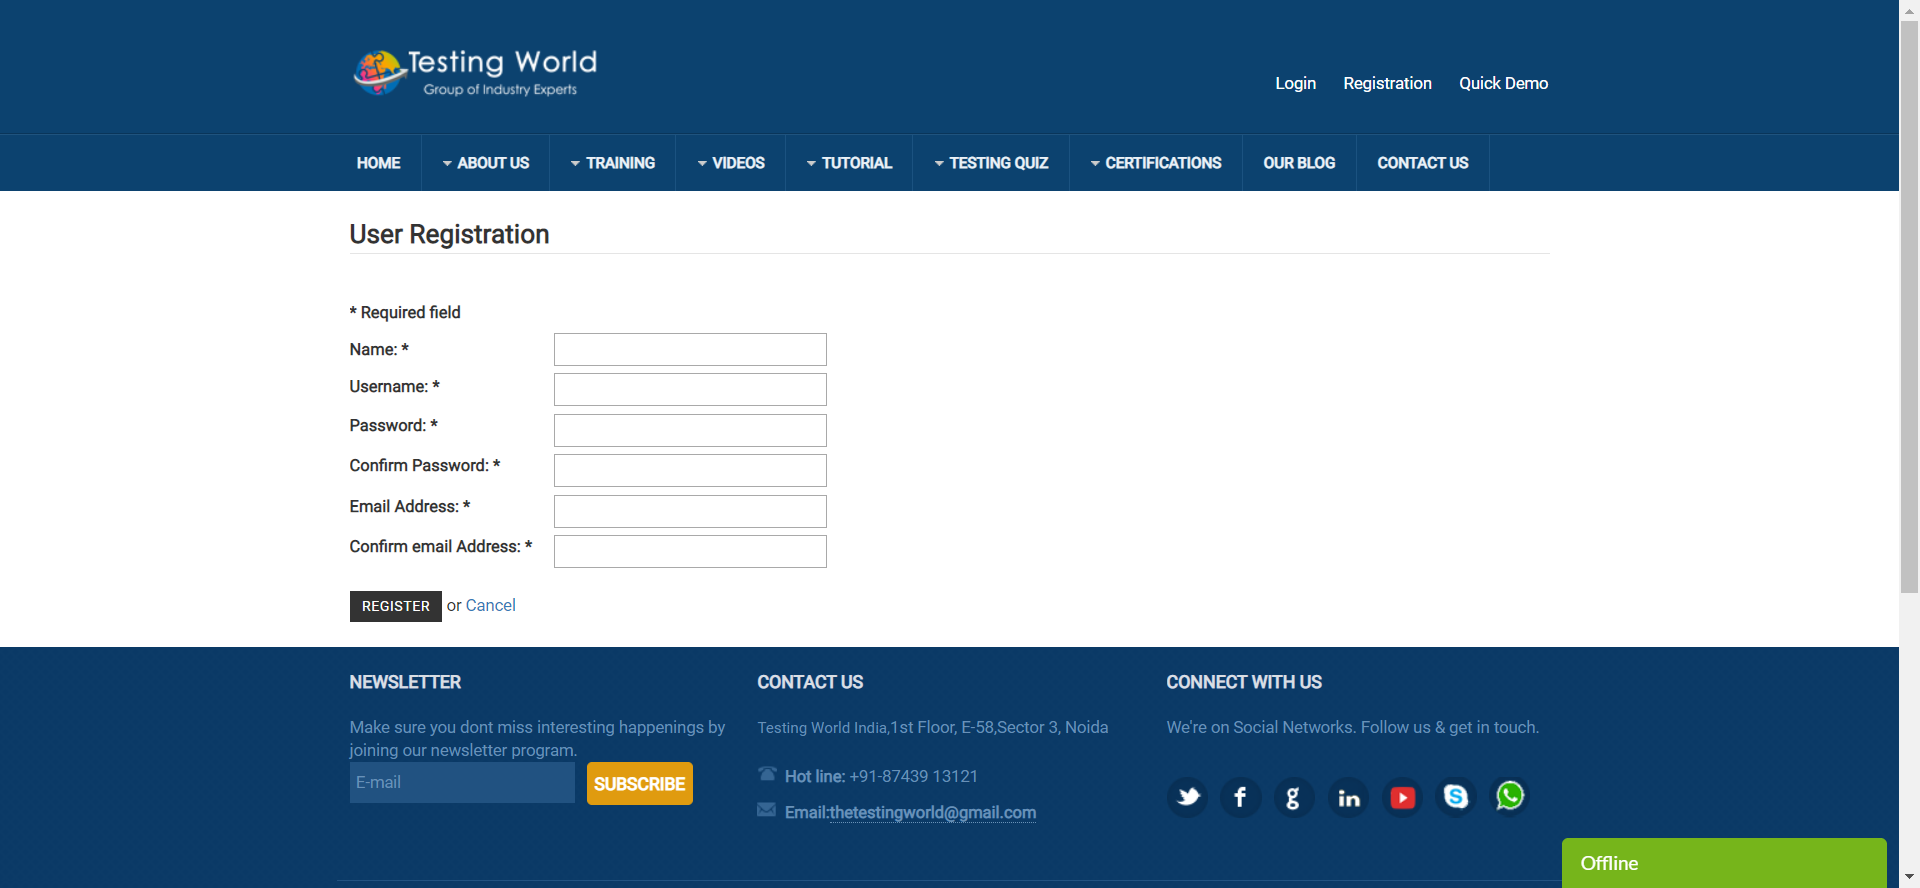 Testing World
Group of Industry Experts
Login Registration Quick Demo
HOME ABOUT US TRAINING VIDEOS TUTORIAL TESTING QUIZ CERTIFICATIONS OUR BLOG CONTACT US
User Registration
* Required field
Name: *
Username: *
Password: *
Confirm Password: *
Email Address: *
Confirm email Address: *
REGISTER or Cancel
NEWSLETTER
Make sure you dont miss interesting happenings by
joining our newsletter program.
E-mail SUBSCRIBE
CONTACT US
Testing World India,1st Floor, E-58,Sector 3, Noida
Hot line: +91-87439 13121
Email:thetestingworld@gmail.com
CONNECT WITH US
We're on Social Networks. Follow us & get in touch.
Offline